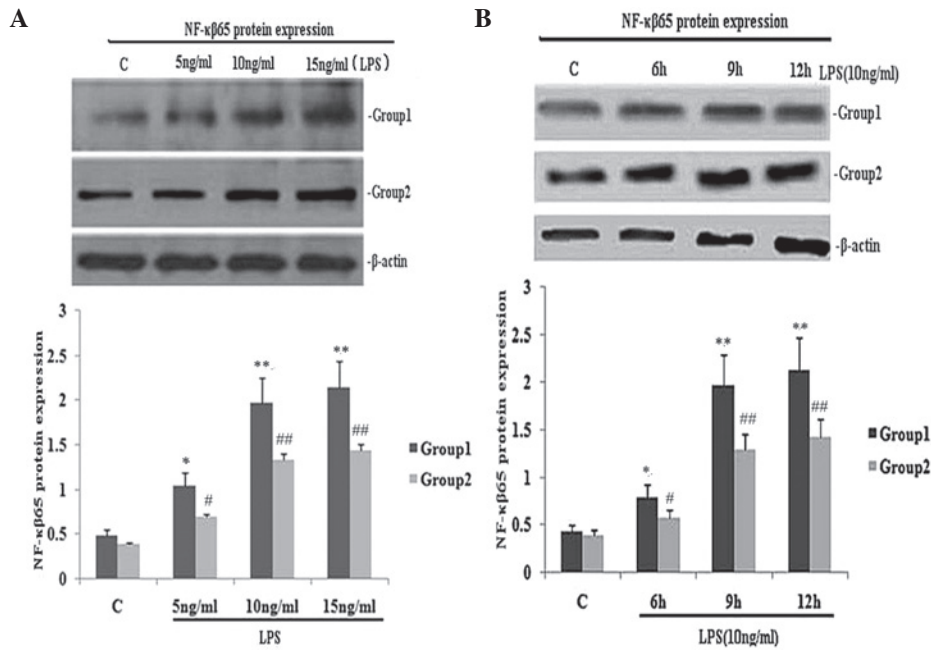 A
NF-κβ65 protein expression
C 5ng/ml 10ng/ml 15ng/ml (LPS)
-Group1
-Group2
-β-actin
NF-κβ65 protein expression
3
2.5
2
1.5
1
0.5
0
*
#
**
##
**
##
Group1
Group2
C 5ng/ml 10ng/ml 15ng/ml
LPS
B
NF-κβ65 protein expression
C 6h 9h 12h LPS(10ng/ml)
-Group1
-Group2
-β-actin
NF-κβ65 protein expression
3
2.5
2
1.5
1
0.5
0
*
#
**
##
**
##
Group1
Group2
C 6h 9h 12h
LPS(10ng/ml)